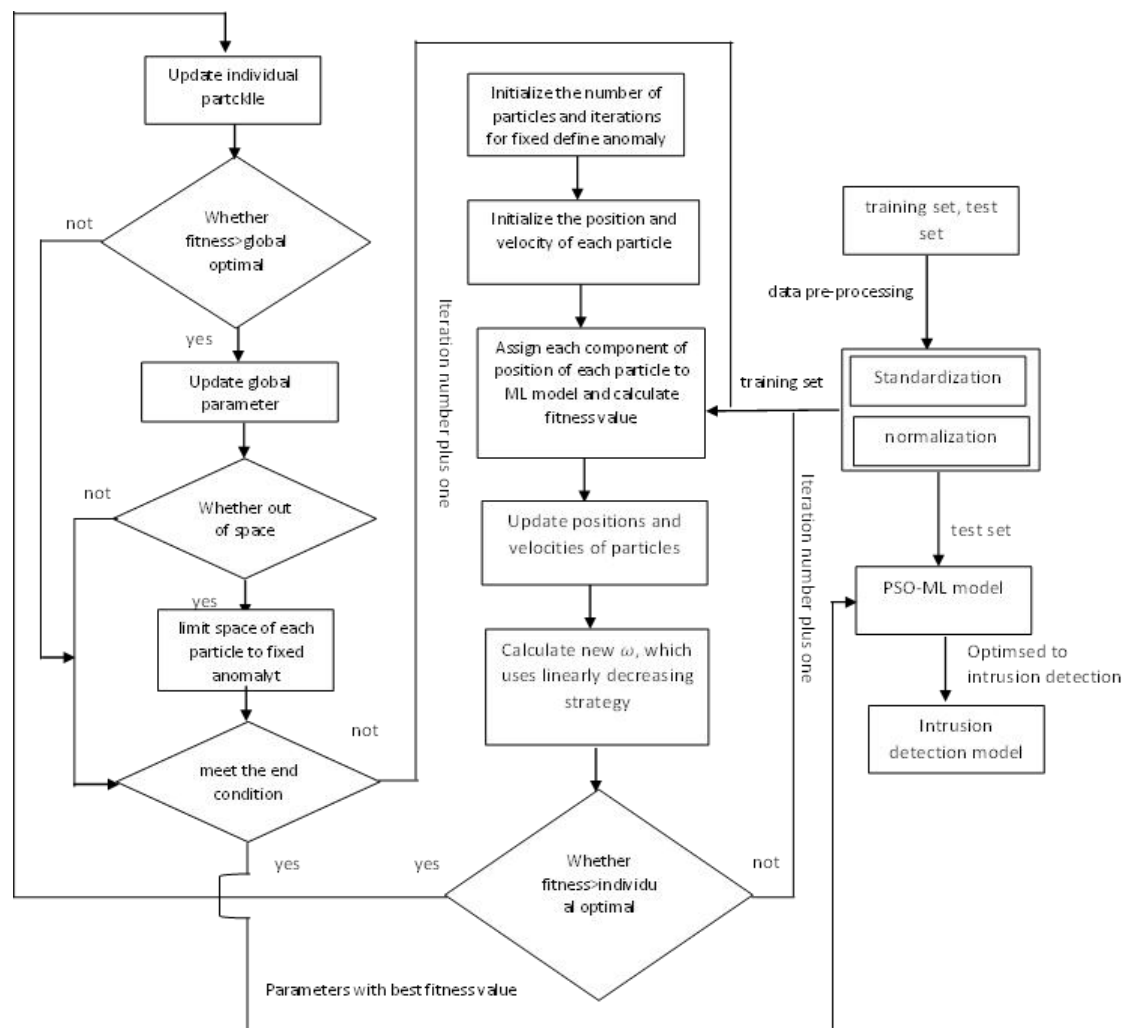 Update individual
partcklle
not
Whether
fitness>global
optimal
yes
Update global
parameter
not
Whether out
of space
yes
limit space of each
particle to fixed
anomalyt
not
meet the end
condition
yes
Parameters with best fitness value
Iteration number plus one
Initialize the number of
particles and iterations
for fixed define anomaly
Initialize the position and
velocity of each particle
Assign each component of
position of each particle to
ML model and calculate
fitness value
Update positions and
velocities of particles
Calculate new ω, which
uses linearly decreasing
strategy
yes
Whether
fitness>individu
al optimal
not
Iteration number plus one
training set, test
set
data pre-processing
training set
Standardization
normalization
test set
PSO-ML model
Optimsed to
intrusion detection
Intrusion
detection model